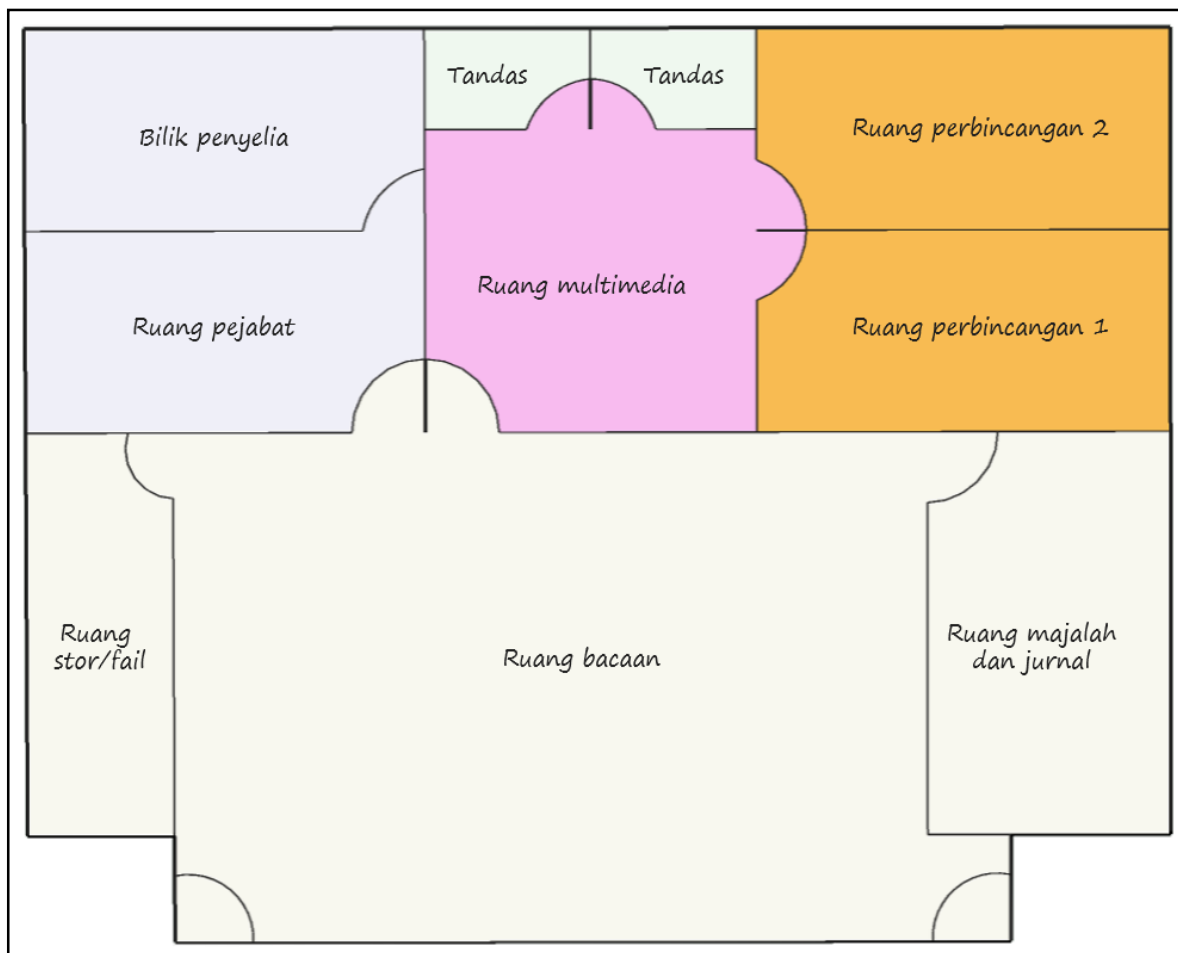 Tandas
Tandas
Bilik penyelia
Ruang perbincangan 2
Ruang multimedia
Ruang pejabat
Ruang perbincangan 1
Ruang
stor/fail
Ruang bacaan
Ruang majalah
dan jurnal